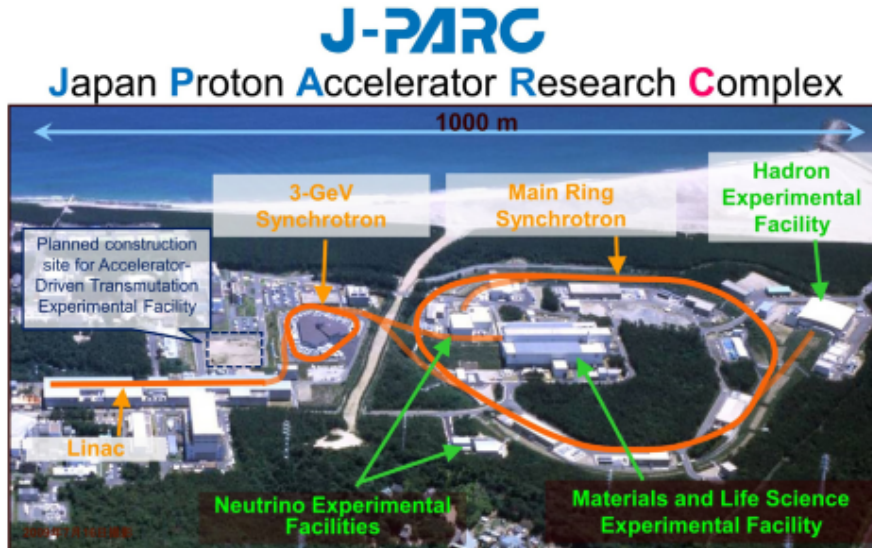 J-PARC
Japan Proton Accelerator Research Complex
1000 m
Hadron
Experimental
Facility
3-GeV
Synchrotron
Main Ring
Synchrotron
Planned construction
site for Accelerator-
Driven Transmutation
Experimental Facility
Linac
Neutrino Experimental
Facilities
Materials and Life Science
Experimental Facility